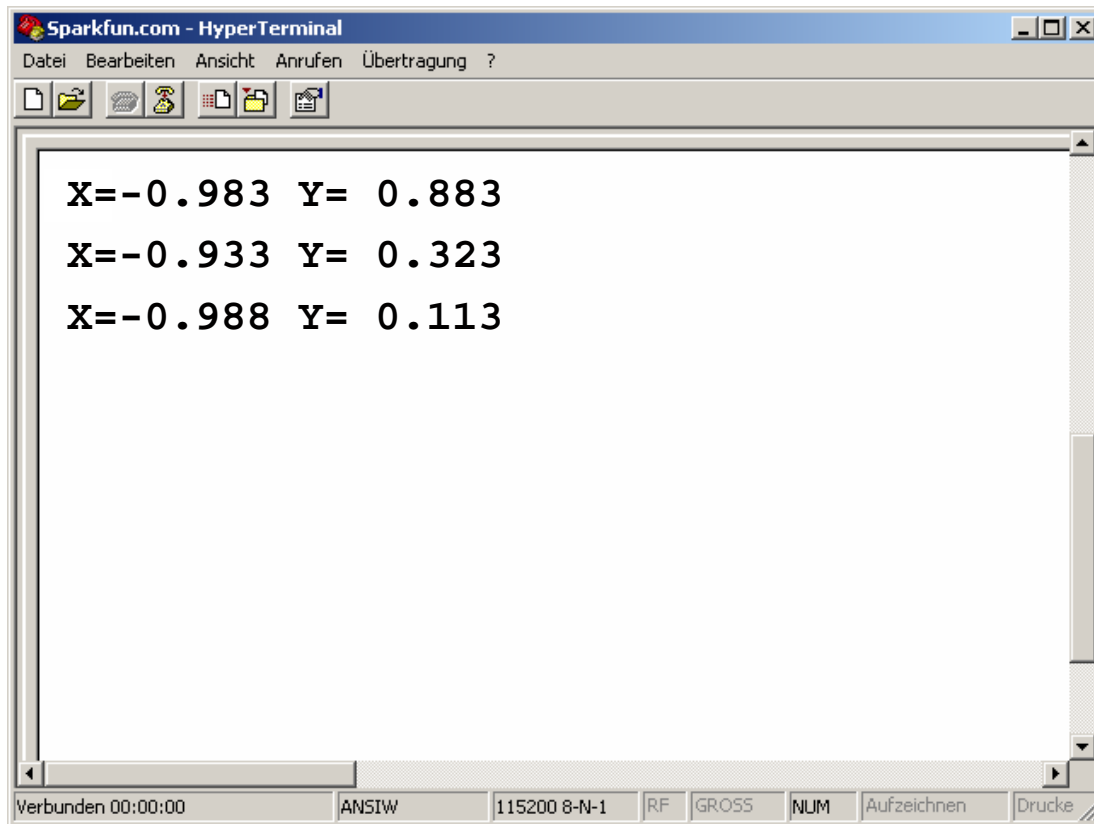 Sparkfun.com - HyperTerminal
Datei Bearbeiten Ansicht Anrufen Übertragung ?
X=-0.983 Y= 0.883
X=-0.933 Y= 0.323
X=-0.988 Y= 0.113
Verbunden 00:00:00 ANSIW 115200 8-N-1 RF GROSS NUM Aufzeichnen Drucke